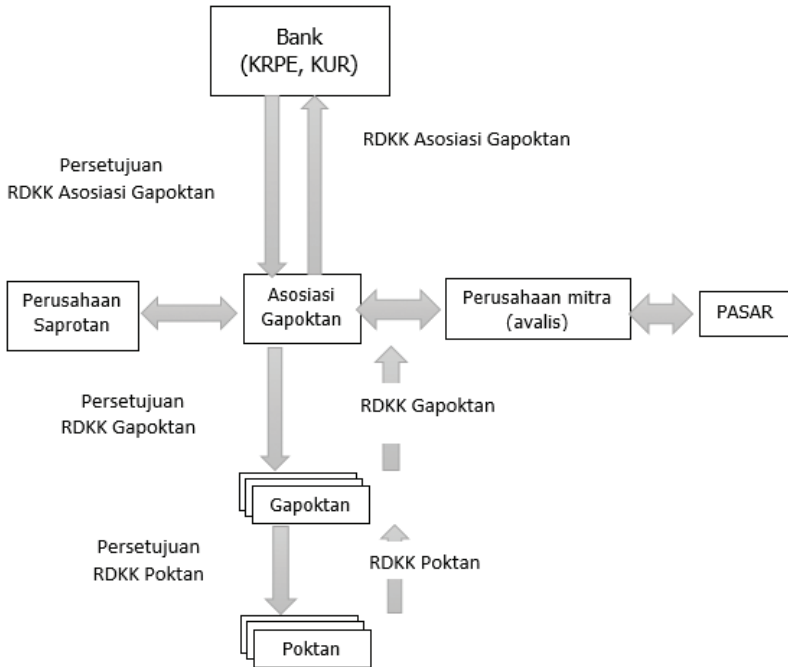 Bank
(KRPE, KUR)
RDKK Asosiasi Gapoktan
Persetujuan
RDKK Asosiasi Gapoktan
Perusahaan
Saprotan
Asosiasi
Gapoktan
Perusahaan mitra
(avalis)
PASAR
Persetujuan
RDKK Gapoktan
RDKK Gapoktan
Gapoktan
Persetujuan
RDKK Poktan
RDKK Poktan
Poktan